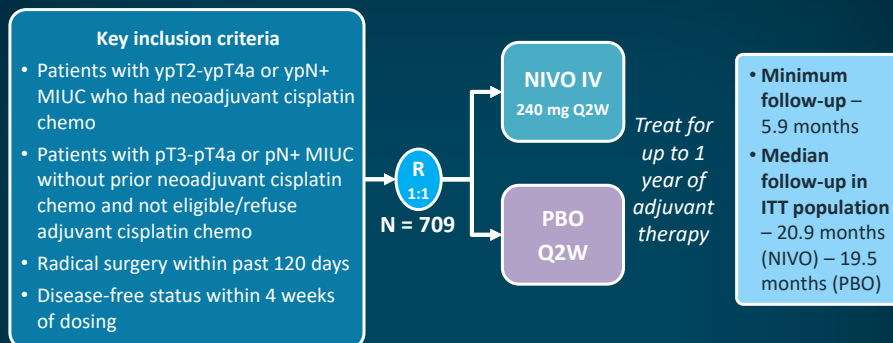 Key inclusion criteria
• Patients with ypT2-ypT4a or ypN+
MIUC who had neoadjuvant cisplatin
chemo
• Patients with pT3-pT4a or pN+ MIUC
without prior neoadjuvant cisplatin
chemo and not eligible/refuse
adjuvant cisplatin chemo
• Radical surgery within past 120 days
• Disease-free status within 4 weeks
of dosing
R
1:1
N = 709
NIVO IV
240 mg Q2W
PBO
Q2W
Treat for
up to 1
year of
adjuvant
therapy
• Minimum
follow-up –
5.9 months
• Median
follow-up in
ITT population
– 20.9 months
(NIVO) – 19.5
months (PBO)